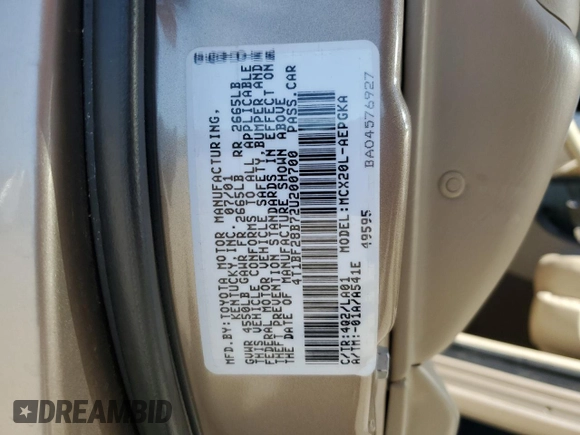 MFD.BY:TOYOTA MOTOR MANUFACTURING,
KENTUCKY,INC. 07/01
GVWR 4550LB GAWR FR 2665LB RR 2665LB
THIS VEHICLE CONFORMS TO ALL APPLICABLE
FEDERAL MOTOR VEHICLE SAFETY,BUMPER AND
THEFT PREVENTION STANDARDS IN EFFECT ON
THE DATE OF MANUFACTURE SHOWN ABOVE
4T1BF28B72U200700 PASS.CAR
C/TR:4Q2/LA01 MODEL:MCX20L-AEPGKA
A/TM:-01A/A541E
49595
BA04576927
DREAMBID